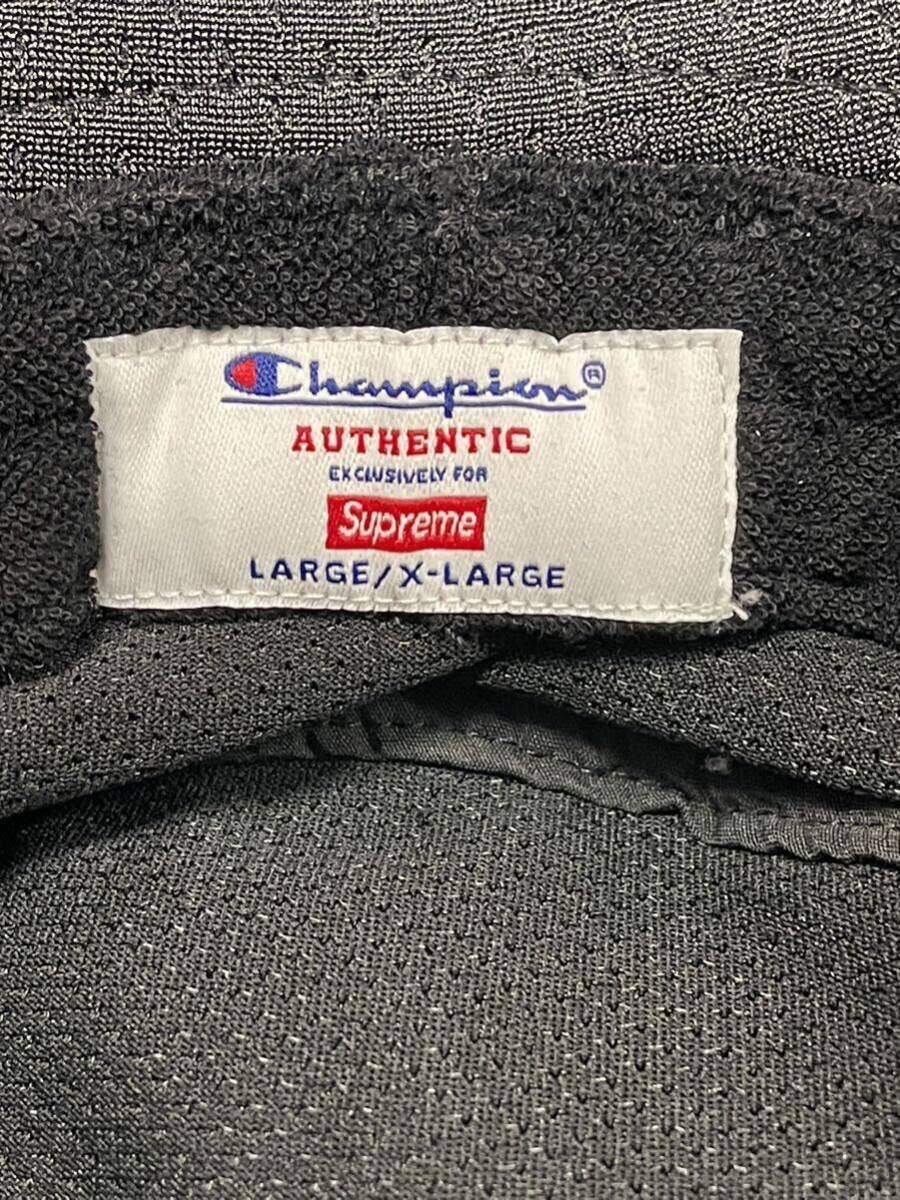 Champion®
AUTHENTIC
EXCLUSIVELY FOR
Supreme
LARGE/X-LARGE